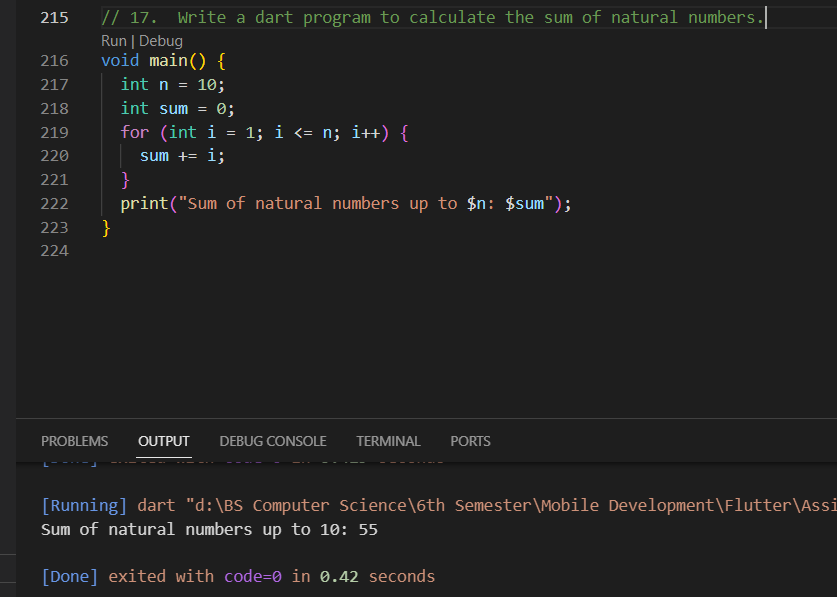 215 // 17.  Write a dart program to calculate the sum of natural numbers.
Run | Debug
216 void main() {
217   int n = 10;
218   int sum = 0;
219   for (int i = 1; i <= n; i++) {
220     sum += i;
221   }
222   print("Sum of natural numbers up to $n: $sum");
223 }
224
PROBLEMS OUTPUT DEBUG CONSOLE TERMINAL PORTS
[Running] dart "d:\BS Computer Science\6th Semester\Mobile Development\Flutter\Assi
Sum of natural numbers up to 10: 55
[Done] exited with code=0 in 0.42 seconds